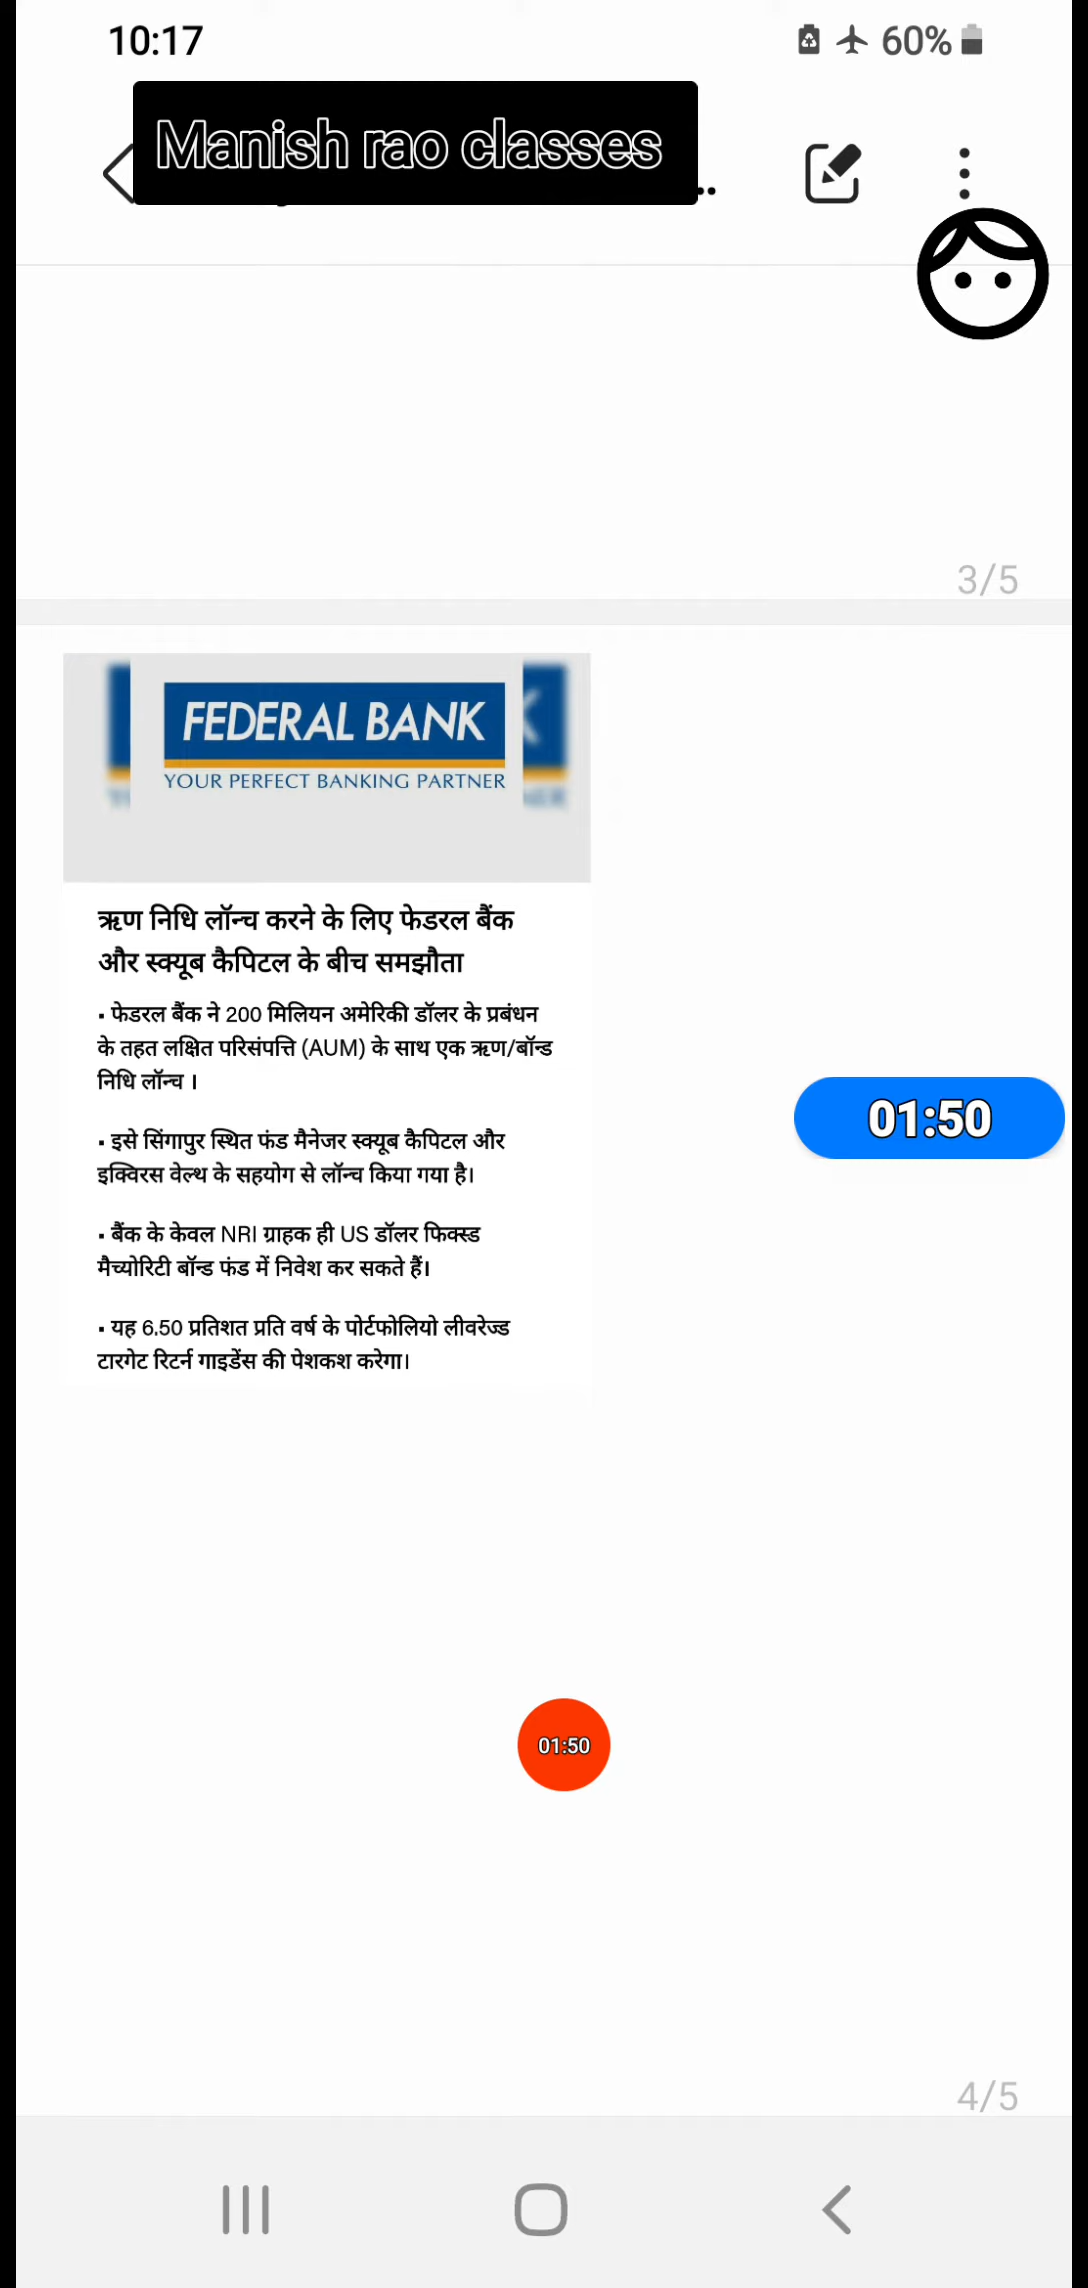 10:17
60%
Manish rao classes
..
3/5
FEDERAL BANK
YOUR PERFECT BANKING PARTNER
ऋण निधि लॉन्च करने के लिए फेडरल बैंक
और स्क्यूब कैपिटल के बीच समझौता
▪ फेडरल बैंक ने 200 मिलियन अमेरिकी डॉलर के प्रबंधन
के तहत लक्षित परिसंपत्ति (AUM) के साथ एक ऋण/बॉन्ड
निधि लॉन्च ।
▪ इसे सिंगापुर स्थित फंड मैनेजर स्क्यूब कैपिटल और
इक्विरस वेल्थ के सहयोग से लॉन्च किया गया है।
▪ बैंक के केवल NRI ग्राहक ही US डॉलर फिक्स्ड
मैच्योरिटी बॉन्ड फंड में निवेश कर सकते हैं।
▪ यह 6.50 प्रतिशत प्रति वर्ष के पोर्टफोलियो लीवरेज्ड
टारगेट रिटर्न गाइडेंस की पेशकश करेगा।
01:50
01:50
4/5